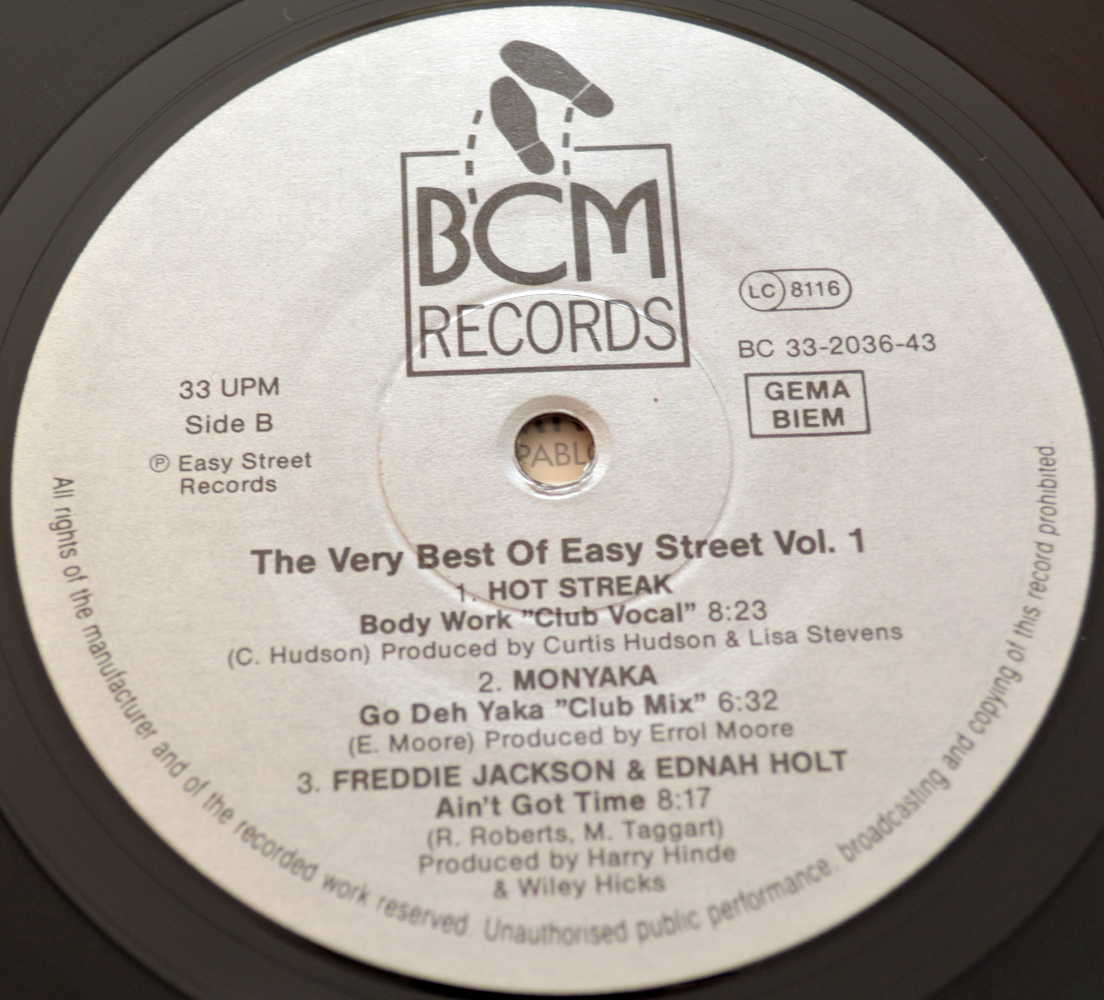 BCM
RECORDS
LC 8116
BC 33-2036-43
GEMA
BIEM
33 UPM
Side B
℗ Easy Street
Records
PABLO
The Very Best Of Easy Street Vol. 1
1. HOT STREAK
Body Work "Club Vocal" 8:23
(C. Hudson) Produced by Curtis Hudson & Lisa Stevens
2. MONYAKA
Go Deh Yaka "Club Mix" 6:32
(E. Moore) Produced by Errol Moore
3. FREDDIE JACKSON & EDNAH HOLT
Ain't Got Time 8:17
(R. Roberts, M. Taggart)
Produced by Harry Hinde
& Wiley Hicks
All rights of the manufacturer and of the recorded work reserved. Unauthorised public performance, broadcasting and copying of this record prohibited.